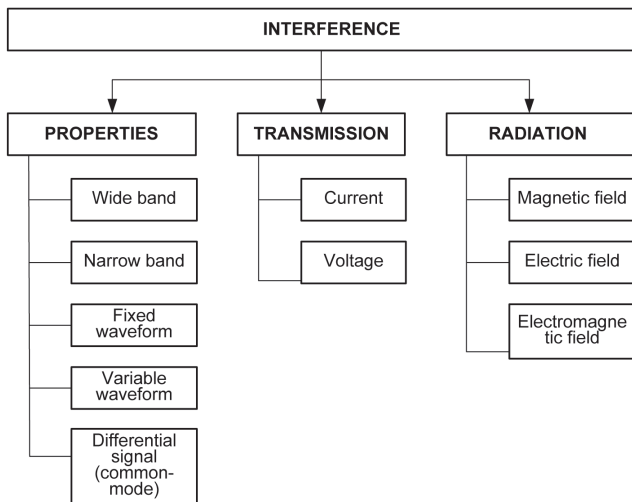 INTERFERENCE
PROPERTIES
TRANSMISSION
RADIATION
Wide band
Narrow band
Fixed
waveform
Variable
waveform
Differential
signal
(common-
mode)
Current
Voltage
Magnetic field
Electric field
Electromagne
tic field